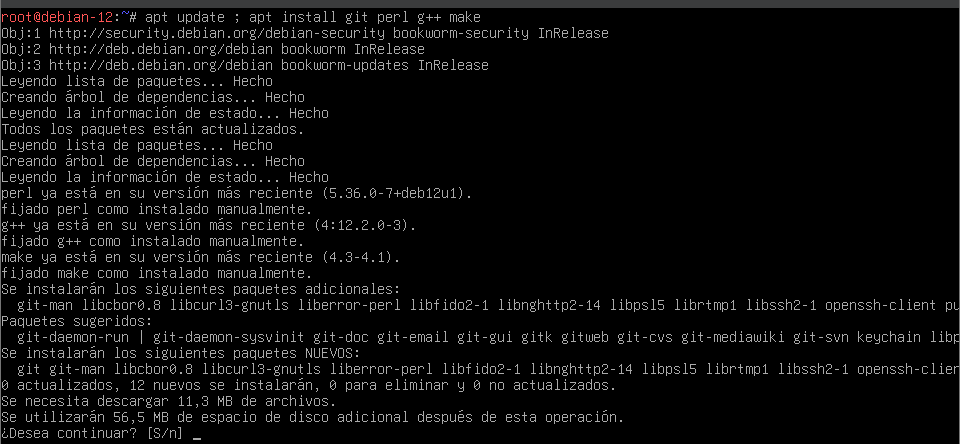 root@debian-12:~# apt update ; apt install git perl g++ make
Obj:1 http://security.debian.org/debian-security bookworm-security InRelease
Obj:2 http://deb.debian.org/debian bookworm InRelease
Obj:3 http://deb.debian.org/debian bookworm-updates InRelease
Leyendo lista de paquetes... Hecho
Creando árbol de dependencias... Hecho
Leyendo la información de estado... Hecho
Todos los paquetes están actualizados.
Leyendo lista de paquetes... Hecho
Creando árbol de dependencias... Hecho
Leyendo la información de estado... Hecho
perl ya está en su versión más reciente (5.36.0-7+deb12u1).
fijado perl como instalado manualmente.
g++ ya está en su versión más reciente (4:12.2.0-3).
fijado g++ como instalado manualmente.
make ya está en su versión más reciente (4.3-4.1).
fijado make como instalado manualmente.
Se instalarán los siguientes paquetes adicionales:
  git-man libcbor0.8 libcurl3-gnutls liberror-perl libfido2-1 libnghttp2-14 libpsl5 librtmp1 libssh2-1 openssh-client pu
Paquetes sugeridos:
  git-daemon-run | git-daemon-sysvinit git-doc git-email git-gui gitk gitweb git-cvs git-mediawiki git-svn keychain libp
Se instalarán los siguientes paquetes NUEVOS:
  git git-man libcbor0.8 libcurl3-gnutls liberror-perl libfido2-1 libnghttp2-14 libpsl5 librtmp1 libssh2-1 openssh-clien
0 actualizados, 12 nuevos se instalarán, 0 para eliminar y 0 no actualizados.
Se necesita descargar 11,3 MB de archivos.
Se utilizarán 56,5 MB de espacio de disco adicional después de esta operación.
¿Desea continuar? [S/n] _